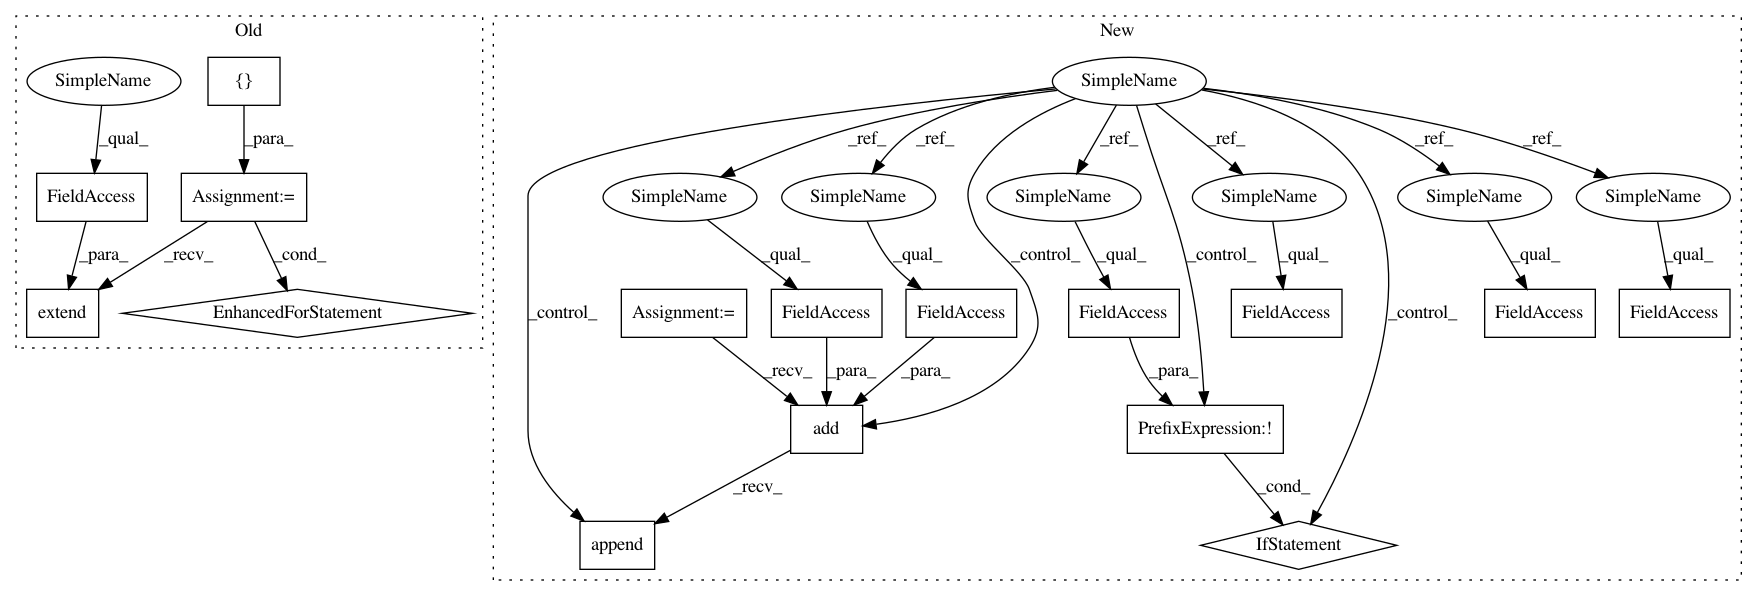 Old
New
SimpleName
{}
SimpleName
_qual_
_para_
_ref_
_ref_
_ref_
_ref_
_ref_
_ref_
FieldAccess
Assignment:=
SimpleName
SimpleName
SimpleName
SimpleName
SimpleName
SimpleName
_para_
_recv_
_cond_
_qual_
_qual_
_control_
_qual_
_control_
_qual_
_qual_
_qual_
extend
EnhancedForStatement
_control_
Assignment:=
FieldAccess
FieldAccess
FieldAccess
FieldAccess
_control_
FieldAccess
FieldAccess
_recv_
_para_
_para_
_para_
add
PrefixExpression:!
_recv_
_cond_
append
IfStatement